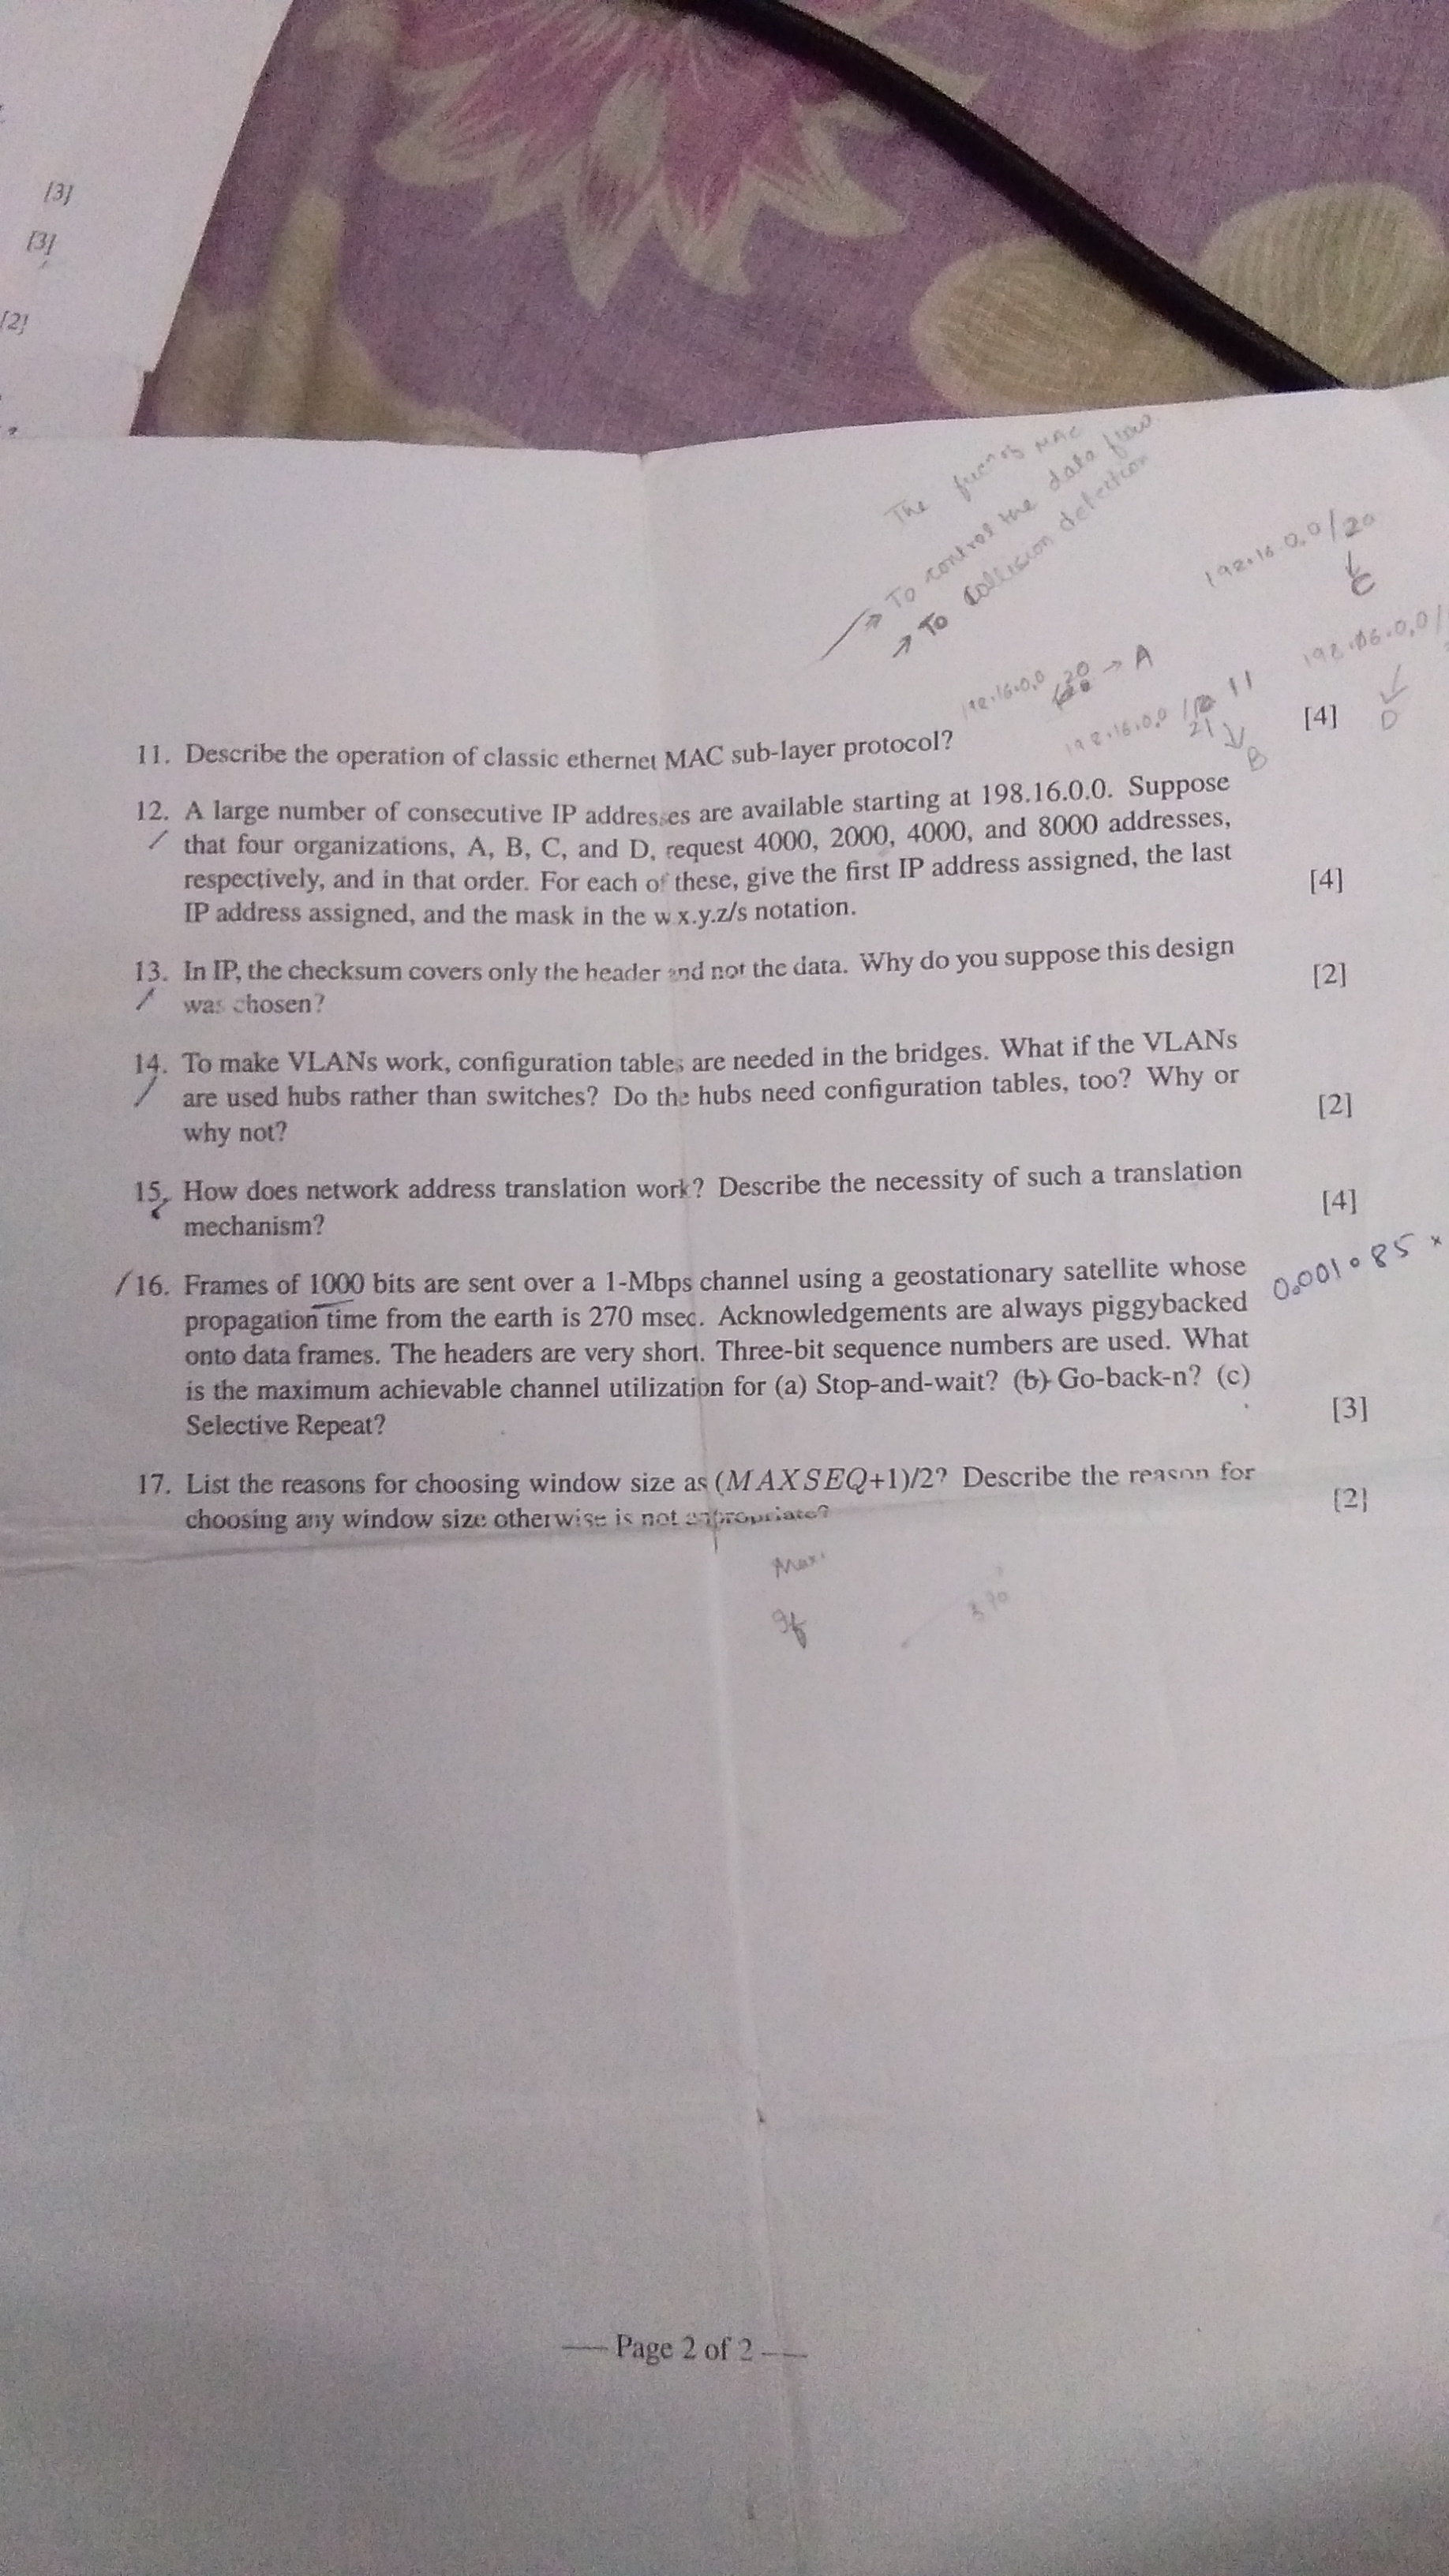 [3]
[3]
[2]
The MAC
→ To control the data flow
→ To Collision detection
198.16.0.0/20
C
198.16.0.0/
D
198.16.0.0 20 → A
198.16.0.0 / 21
B
11. Describe the operation of classic ethernet MAC sub-layer protocol? [4]
12. A large number of consecutive IP addresses are available starting at 198.16.0.0. Suppose
that four organizations, A, B, C, and D, request 4000, 2000, 4000, and 8000 addresses,
respectively, and in that order. For each of these, give the first IP address assigned, the last
IP address assigned, and the mask in the w x.y.z/s notation. [4]
13. In IP, the checksum covers only the header and not the data. Why do you suppose this design
was chosen? [2]
14. To make VLANs work, configuration tables are needed in the bridges. What if the VLANs
are used hubs rather than switches? Do the hubs need configuration tables, too? Why or
why not? [2]
15. How does network address translation work? Describe the necessity of such a translation
mechanism? [4]
16. Frames of 1000 bits are sent over a 1-Mbps channel using a geostationary satellite whose
0.001085 ×
propagation time from the earth is 270 msec. Acknowledgements are always piggybacked
onto data frames. The headers are very short. Three-bit sequence numbers are used. What
is the maximum achievable channel utilization for (a) Stop-and-wait? (b) Go-back-n? (c)
Selective Repeat? [3]
17. List the reasons for choosing window size as (MAXSEQ+1)/2? Describe the reason for
choosing any window size otherwise is not appropriate? [2]
— Page 2 of 2 —